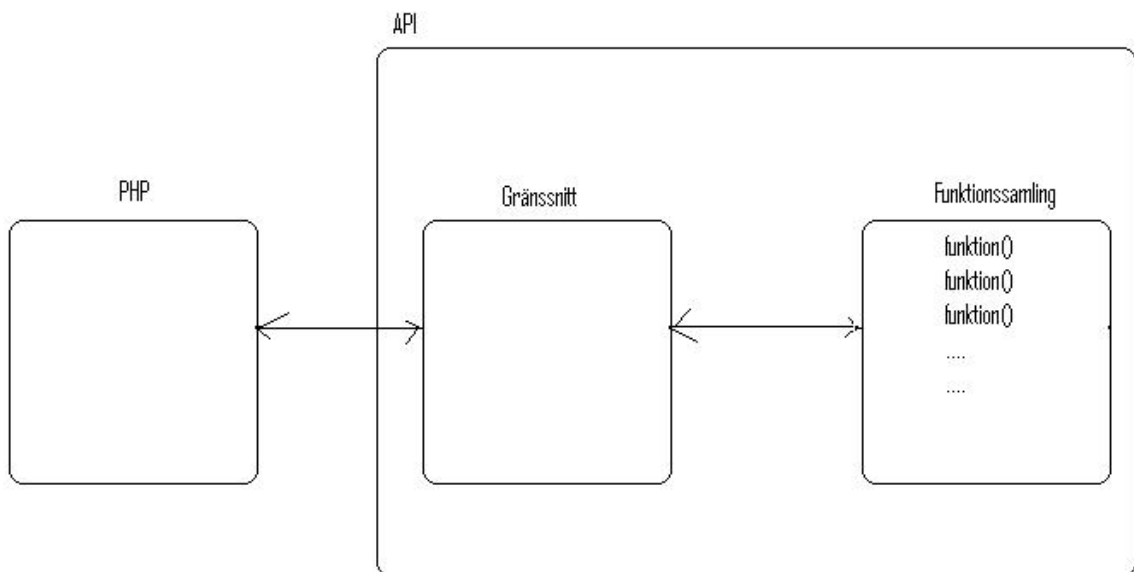 API
PHP
Gränssnitt
Funktionssamling
funktion()
funktion()
funktion()
....
....